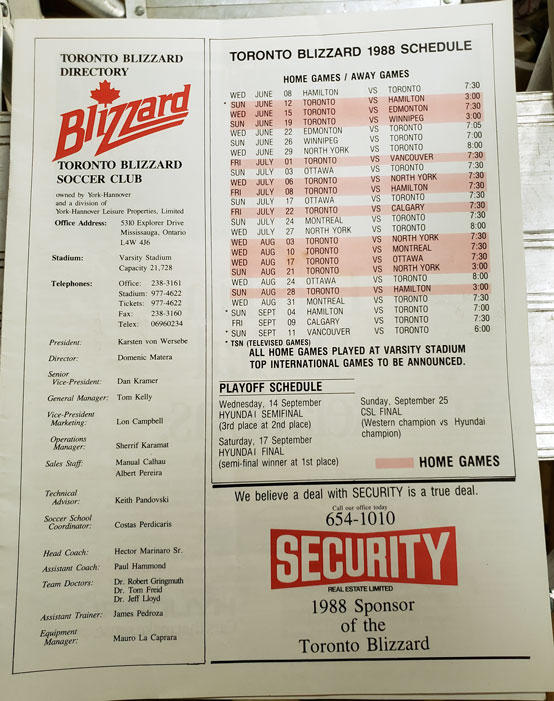 TORONTO BLIZZARD
DIRECTORY
Blizzard
TORONTO BLIZZARD
SOCCER CLUB
owned by York-Hannover
and a division of
York-Hannover Leisure Properties, Limited
Office Address: 5310 Explorer Drive
Mississauga, Ontario
L4W 4J6
Stadium: Varsity Stadium
Capacity 21,728
Telephones: Office: 238-3161
Stadium: 977-4622
Tickets: 977-4622
Fax: 238-3160
Telex: 06960234
President: Karsten von Wersebe
Director: Domenic Matera
Senior
Vice-President: Dan Kramer
General Manager: Tom Kelly
Vice-President
Marketing: Lon Campbell
Operations
Manager: Sherrif Karamat
Sales Staff: Manual Calhau
Albert Pereira
Technical
Advisor: Keith Pandovski
Soccer School
Coordinator: Costas Perdicaris
Head Coach: Hector Marinaro Sr.
Assistant Coach: Paul Hammond
Team Doctors: Dr. Robert Gringmuth
Dr. Tom Freid
Dr. Jeff Lloyd
Assistant Trainer: James Pedroza
Equipment
Manager: Mauro La Caprara
TORONTO BLIZZARD 1988 SCHEDULE
HOME GAMES / AWAY GAMES
WED JUNE 08 HAMILTON VS TORONTO 7:30
* SUN JUNE 12 TORONTO VS HAMILTON 3:00
WED JUNE 15 TORONTO VS EDMONTON 7:30
SUN JUNE 19 TORONTO VS WINNIPEG 3:00
WED JUNE 22 EDMONTON VS TORONTO 7:05
SUN JUNE 26 WINNIPEG VS TORONTO 7:00
WED JUNE 29 NORTH YORK VS TORONTO 8:00
FRI JULY 01 TORONTO VS VANCOUVER 7:30
SUN JULY 03 OTTAWA VS TORONTO 7:30
WED JULY 06 TORONTO VS NORTH YORK 7:30
FRI JULY 08 TORONTO VS HAMILTON 7:30
SUN JULY 17 OTTAWA VS TORONTO 7:30
FRI JULY 22 TORONTO VS CALGARY 7:30
SUN JULY 24 MONTREAL VS TORONTO 7:30
WED JULY 27 NORTH YORK VS TORONTO 8:00
WED AUG 03 TORONTO VS NORTH YORK 7:30
WED AUG 10 TORONTO VS MONTREAL 7:30
WED AUG 17 TORONTO VS OTTAWA 7:30
SUN AUG 21 TORONTO VS NORTH YORK 3:00
WED AUG 24 OTTAWA VS TORONTO 8:00
* SUN AUG 28 TORONTO VS HAMILTON 3:00
WED AUG 31 MONTREAL VS TORONTO 7:30
* SUN SEPT 04 HAMILTON VS TORONTO 7:00
FRI SEPT 09 CALGARY VS TORONTO 7:30
* SUN SEPT 11 VANCOUVER VS TORONTO 6:00
* TSN (TELEVISED GAMES)
ALL HOME GAMES PLAYED AT VARSITY STADIUM
TOP INTERNATIONAL GAMES TO BE ANNOUNCED.
PLAYOFF SCHEDULE
Wednesday, 14 September
HYUNDAI SEMIFINAL
(3rd place at 2nd place)
Saturday, 17 September
HYUNDAI FINAL
(semi-final winner at 1st place)
Sunday, September 25
CSL FINAL
(Western champion vs Hyundai
champion)
HOME GAMES
We believe a deal with SECURITY is a true deal.
Call our office today
654-1010
SECURITY
REAL ESTATE LIMITED
1988 Sponsor
of the
Toronto Blizzard